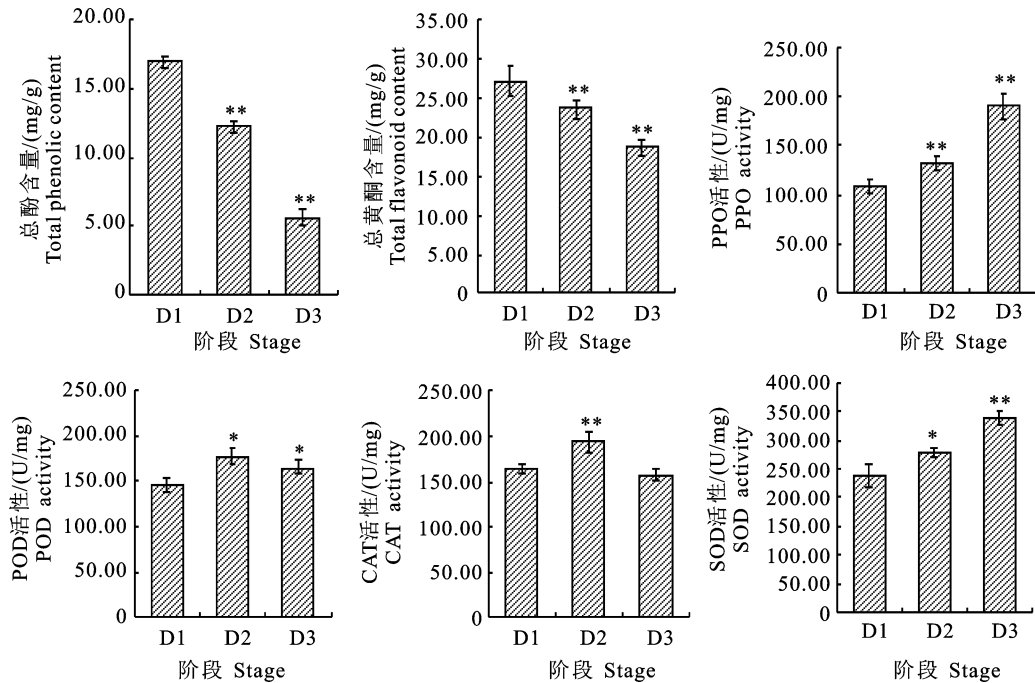 总酚含量/(mg/g)
Total phenolic content
20.00
15.00
10.00
5.00
0
**
**
D1 D2 D3
阶段 Stage
总黄酮含量/(mg/g)
Total flavonoid content
35.00
30.00
25.00
20.00
15.00
10.00
5.00
0
**
**
D1 D2 D3
阶段 Stage
PPO活性/(U/mg)
PPO activity
250.00
200.00
150.00
100.00
50.00
0
**
**
D1 D2 D3
阶段 Stage
POD活性/(U/mg)
POD activity
250.00
200.00
150.00
100.00
50.00
0
*
*
D1 D2 D3
阶段 Stage
CAT活性/(U/mg)
CAT activity
250.00
200.00
150.00
100.00
50.00
0
**
D1 D2 D3
阶段 Stage
SOD活性/(U/mg)
SOD activity
400.00
350.00
300.00
250.00
200.00
250.00
100.00
50.00
0
*
**
D1 D2 D3
阶段 Stage